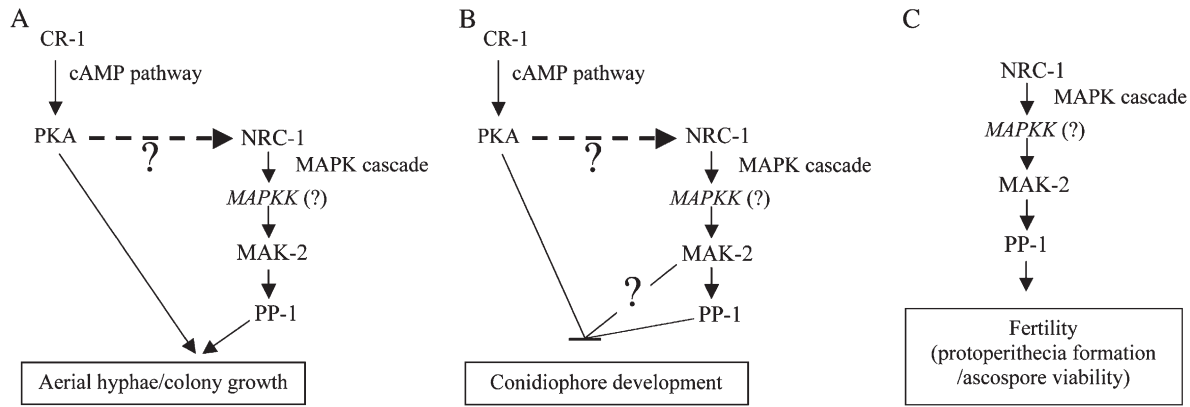 A
CR-1
cAMP pathway
PKA
?
NRC-1
MAPK cascade
MAPKK (?)
MAK-2
PP-1
Aerial hyphae/colony growth
B
CR-1
cAMP pathway
PKA
?
NRC-1
MAPK cascade
MAPKK (?)
MAK-2
?
PP-1
Conidiophore development
C
NRC-1
MAPK cascade
MAPKK (?)
MAK-2
PP-1
Fertility
(protoperithecia formation
/ascospore viability)